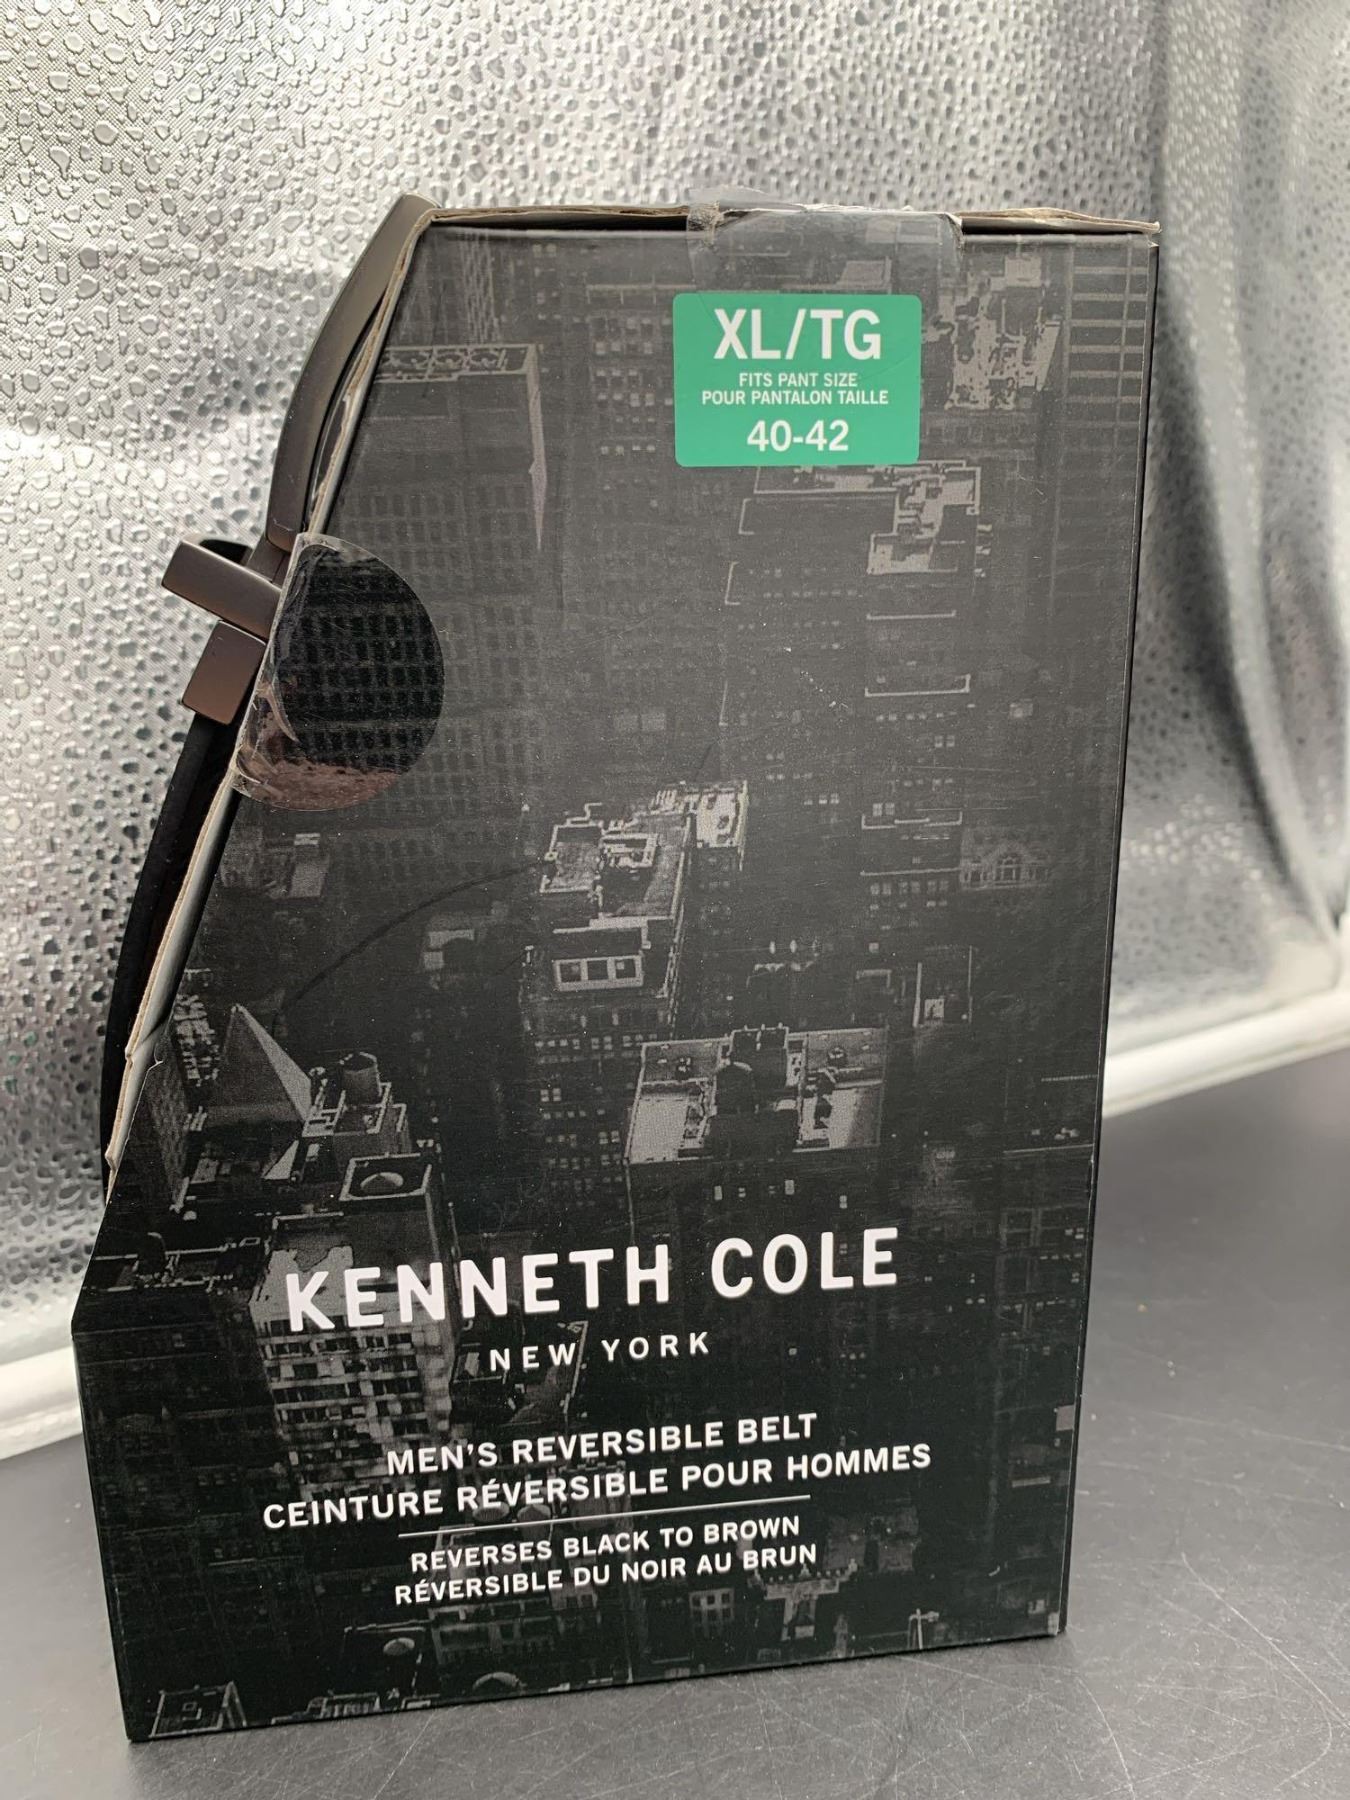 XL/TG
FITS PANT SIZE
POUR PANTALON TAILLE
40-42
KENNETH COLE
NEW YORK
MEN'S REVERSIBLE BELT
CEINTURE RÉVERSIBLE POUR HOMMES
REVERSES BLACK TO BROWN
RÉVERSIBLE DU NOIR AU BRUN